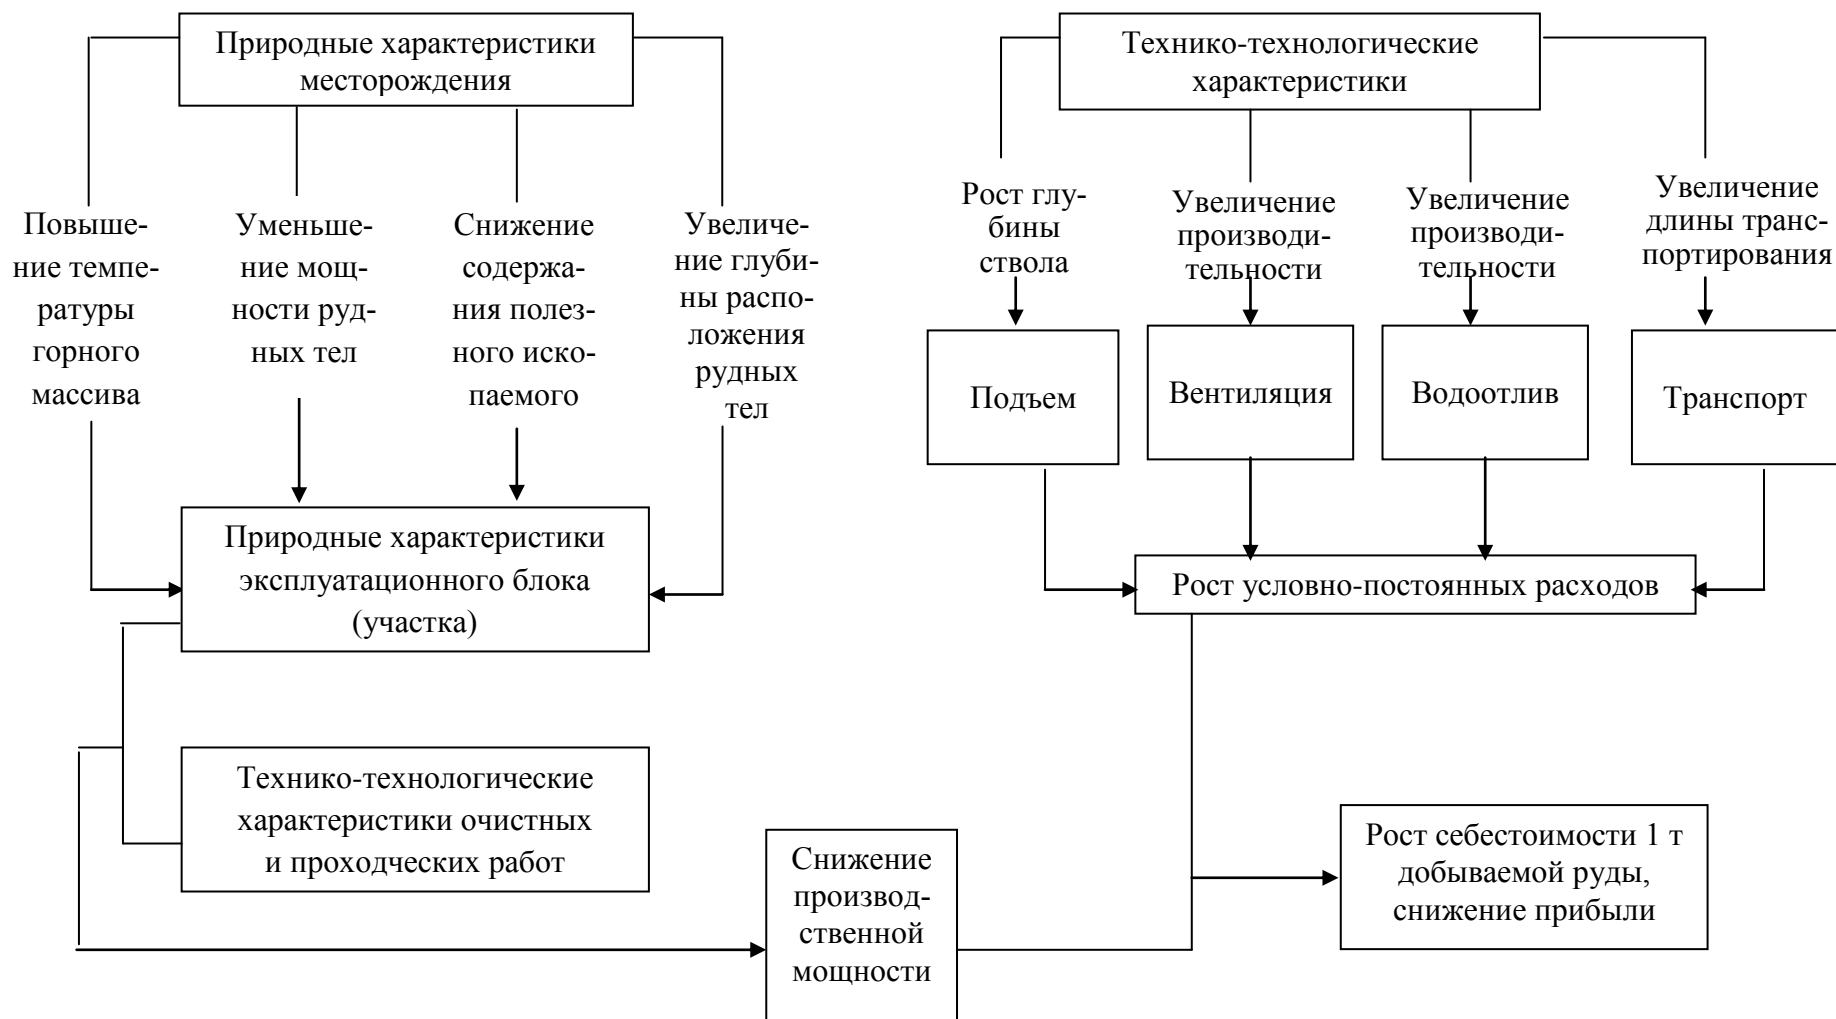 Природные характеристики
месторождения
Технико-технологические
характеристики
Повыше-
ние темпе-
ратуры
горного
массива
Уменьше-
ние мощ-
ности руд-
ных тел
Снижение
содержа-
ния полез-
ного иско-
паемого
Увеличе-
ние глуби-
ны распо-
ложения
рудных
тел
Рост глу-
бины
ствола
Увеличение
производи-
тельности
Увеличение
производи-
тельности
Увеличение
длины транс-
портирования
Подъем
Вентиляция
Водоотлив
Транспорт
Природные характеристики
эксплуатационного блока
(участка)
Рост условно-постоянных расходов
Технико-технологические
характеристики очистных
и проходческих работ
Снижение
производ-
ственной
мощности
Рост себестоимости 1 т
добываемой руды,
снижение прибыли